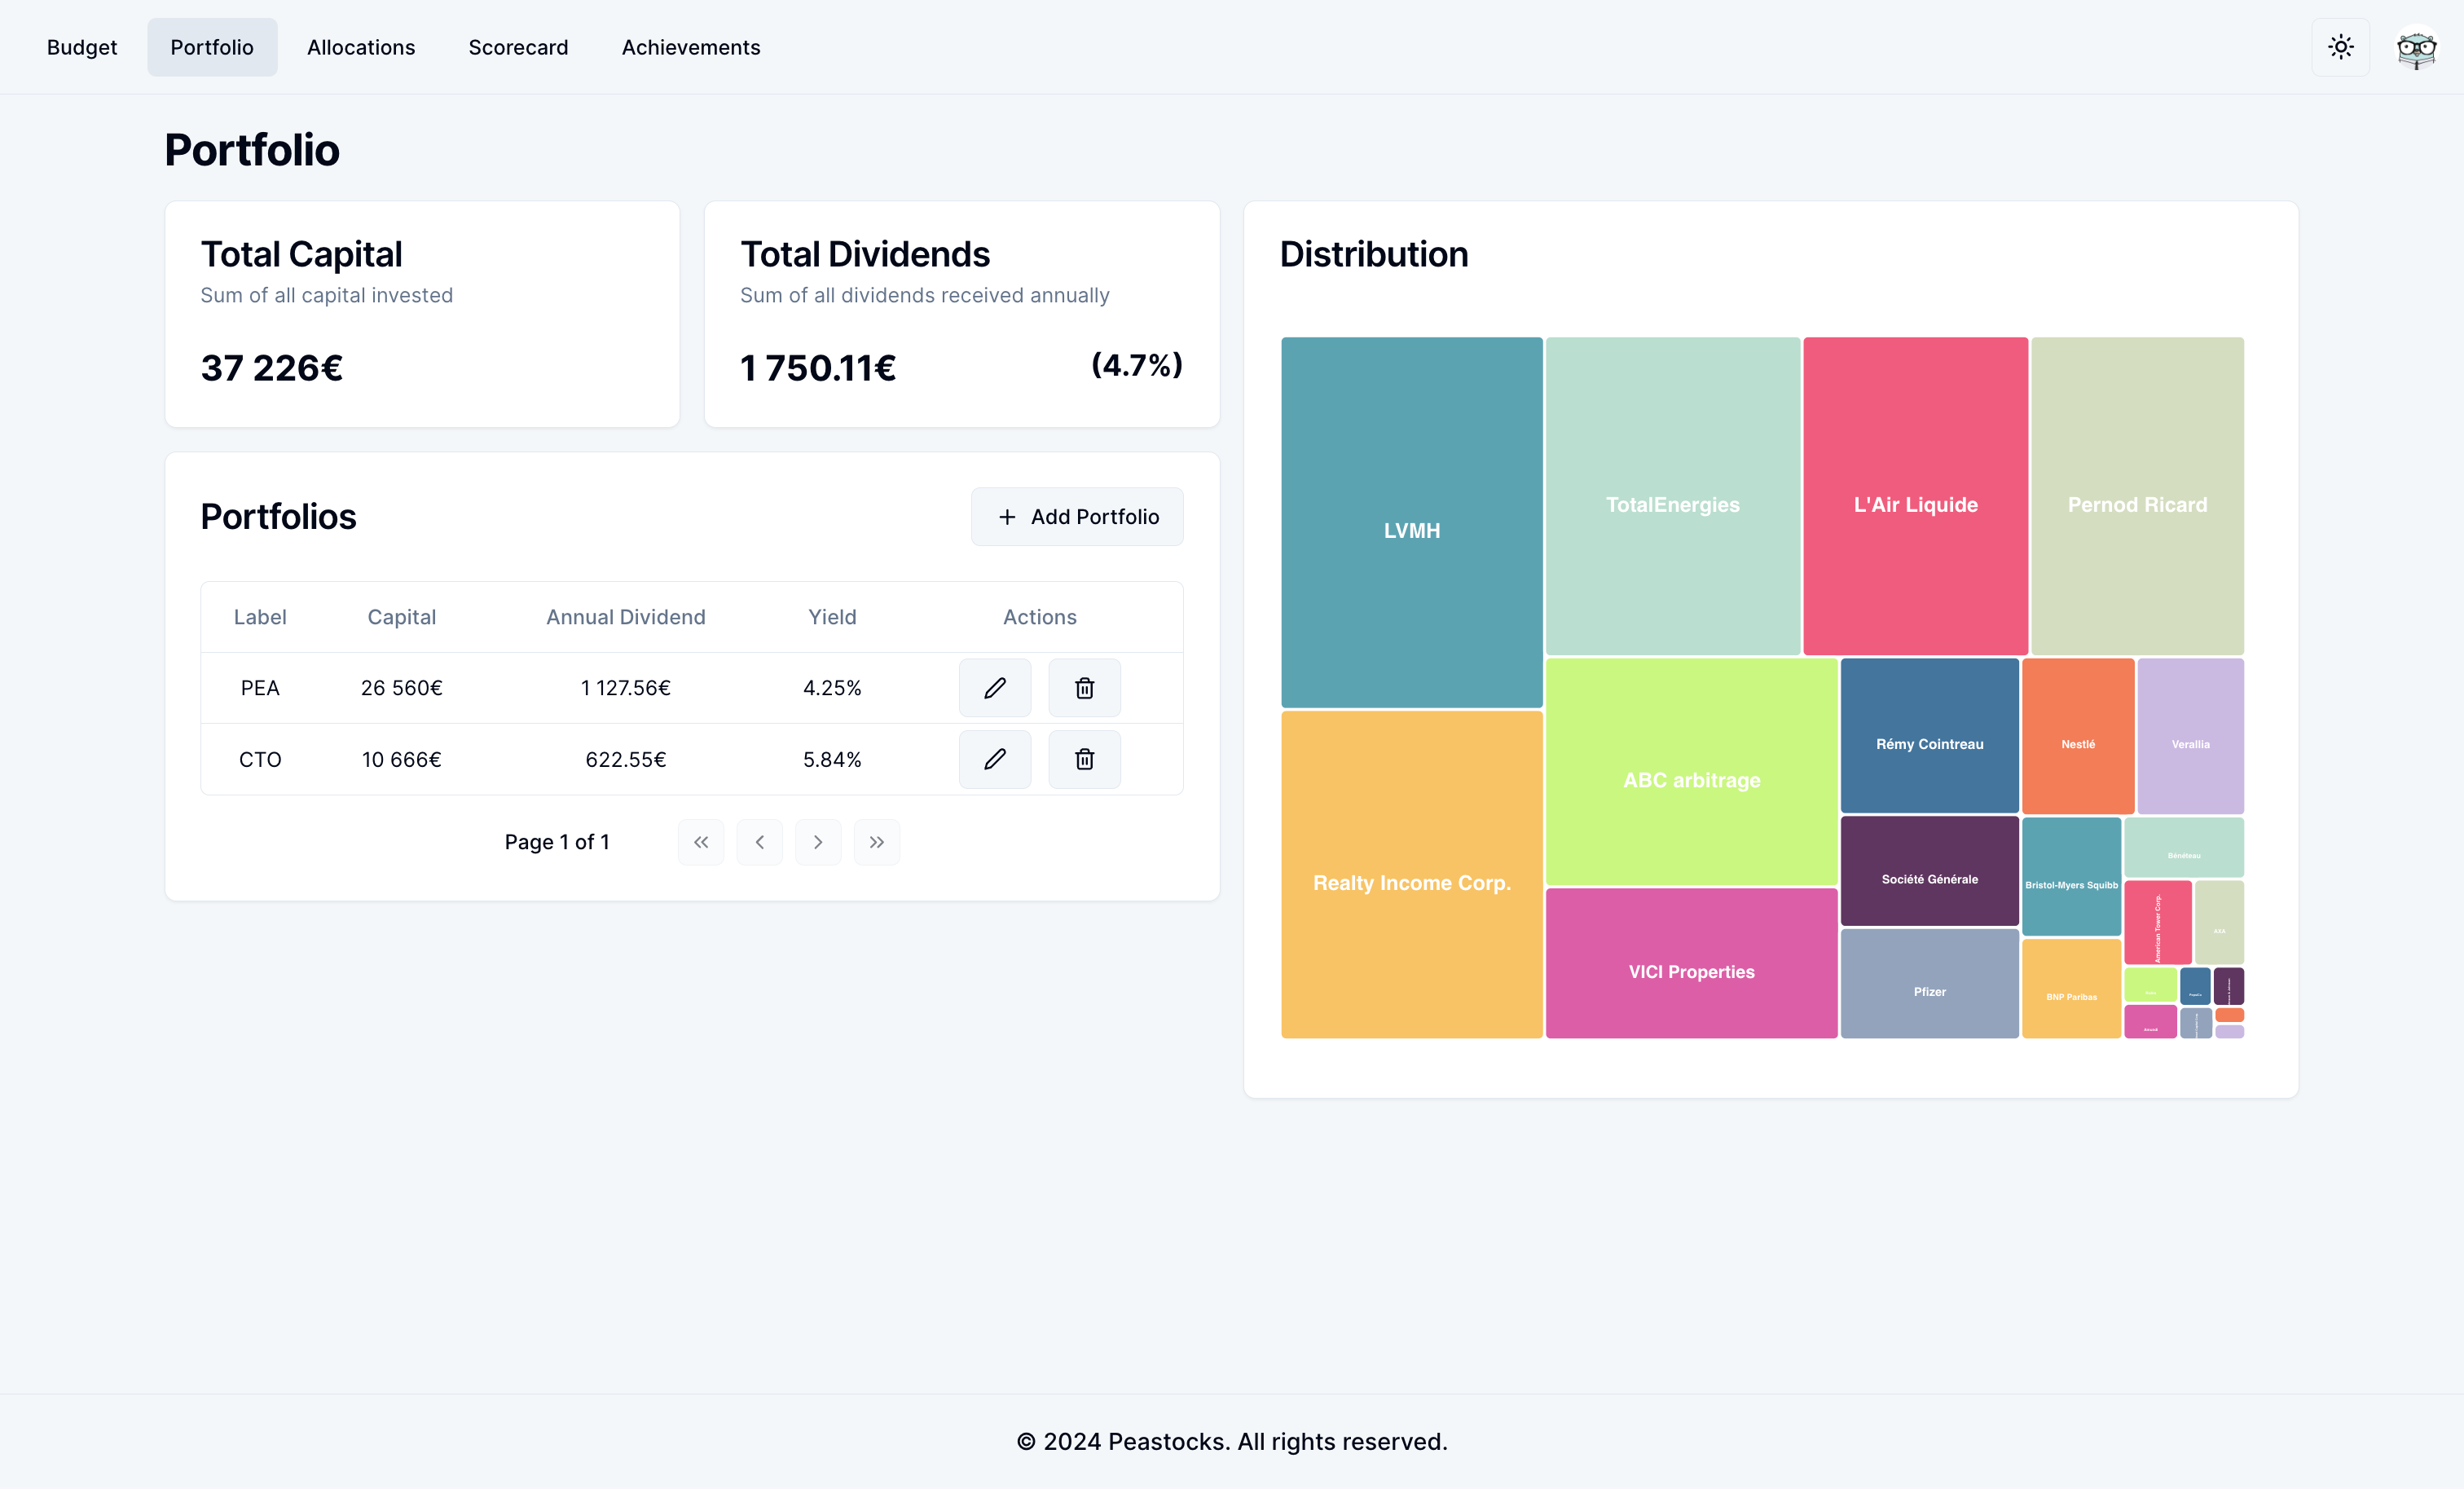 Budget
Portfolio
Allocations
Scorecard
Achievements
Portfolio
Total Capital
Sum of all capital invested
37 226€
Total Dividends
Sum of all dividends received annually
1 750.11€
(4.7%)
Portfolios
Add Portfolio
Label Capital Annual Dividend Yield Actions
PEA 26 560€ 1 127.56€ 4.25%
CTO 10 666€ 622.55€ 5.84%
Page 1 of 1
Distribution
LVMH
TotalEnergies
L'Air Liquide
Pernod Ricard
Realty Income Corp.
ABC arbitrage
VICI Properties
Rémy Cointreau
Nestlé
Verallia
Société Générale
Pfizer
Bristol-Myers Squibb
BNP Paribas
Bénéteau
American Tower Corp.
AXA
© 2024 Peastocks. All rights reserved.